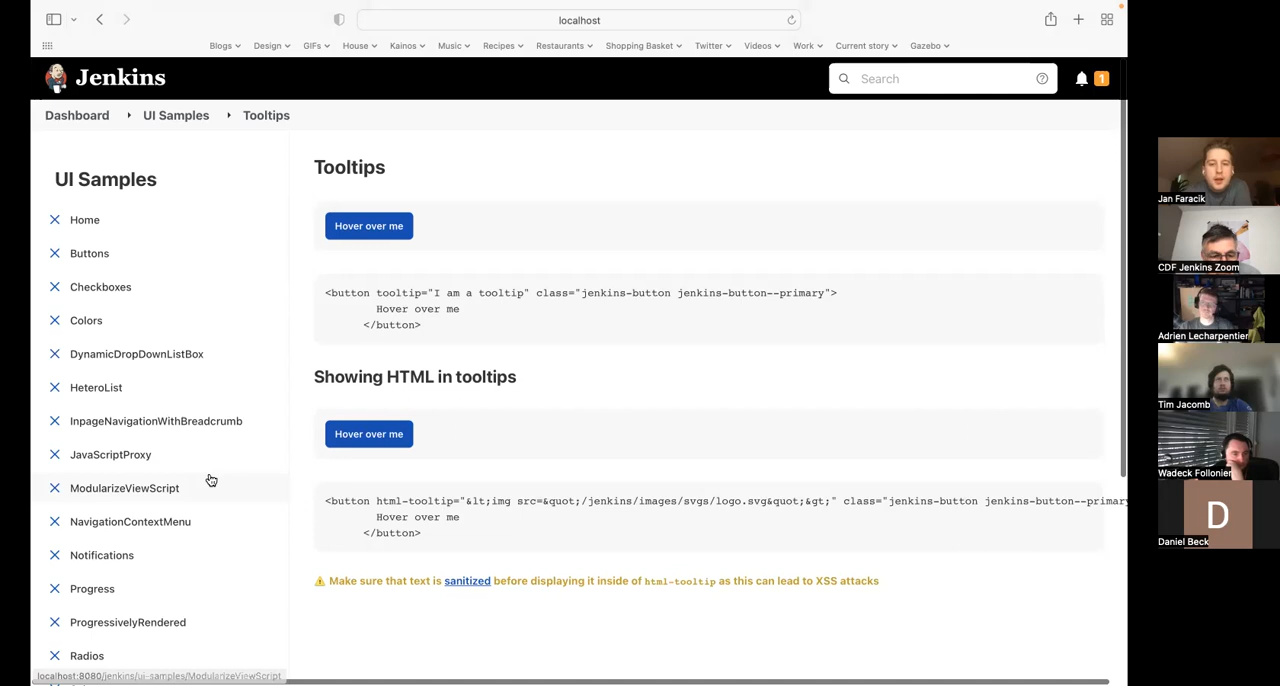 localhost
Blogs
Design
GIFs
House
Kainos
Music
Recipes
Restaurants
Shopping Basket
Twitter
Videos
Work
Current story
Gazebo
Jenkins
Search
1
Dashboard
UI Samples
Tooltips
UI Samples
Home
Buttons
Checkboxes
Colors
DynamicDropDownListBox
HeteroList
InpageNavigationWithBreadcrumb
JavaScriptProxy
ModularizeViewScript
NavigationContextMenu
Notifications
Progress
ProgressivelyRendered
Radios
localhost:8080/jenkins/ui-samples/ModularizeViewScript
Tooltips
Hover over me
<button tooltip="I am a tooltip" class="jenkins-button jenkins-button--primary">
Hover over me
</button>
Showing HTML in tooltips
Hover over me
<button html-tooltip="&lt;img src=&quot;/jenkins/images/svgs/logo.svg&quot;&gt;" class="jenkins-button jenkins-button--primary
Hover over me
</button>
Make sure that text is sanitized before displaying it inside of html-tooltip as this can lead to XSS attacks
Jan Faracik
CDF Jenkins Zoom
Adrien Lecharpentier
Tim Jacomb
Wadeck Follonier
D
Daniel Beck